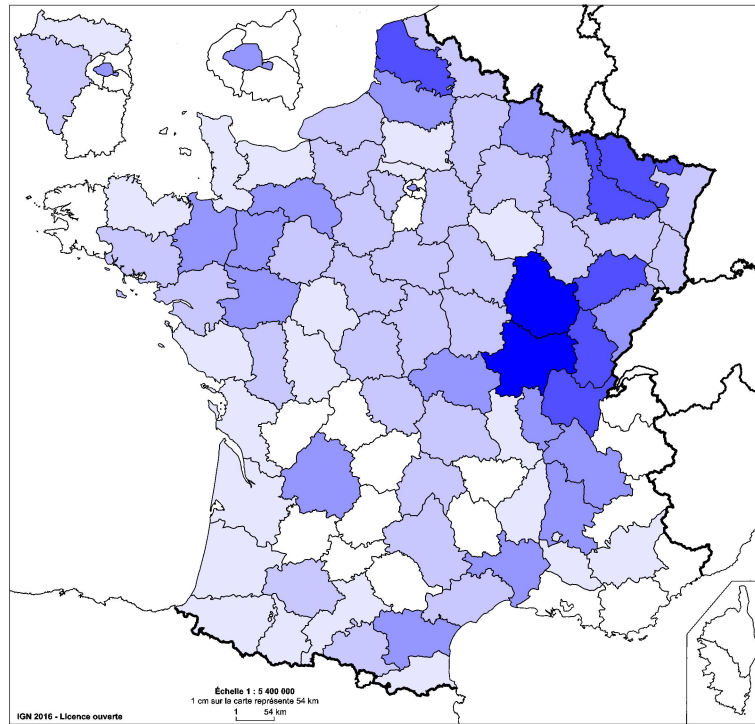 Échelle 1 : 5 400 000
1 cm sur la carte représente 54 km
1 54 km
IGN 2016 - Licence ouverte